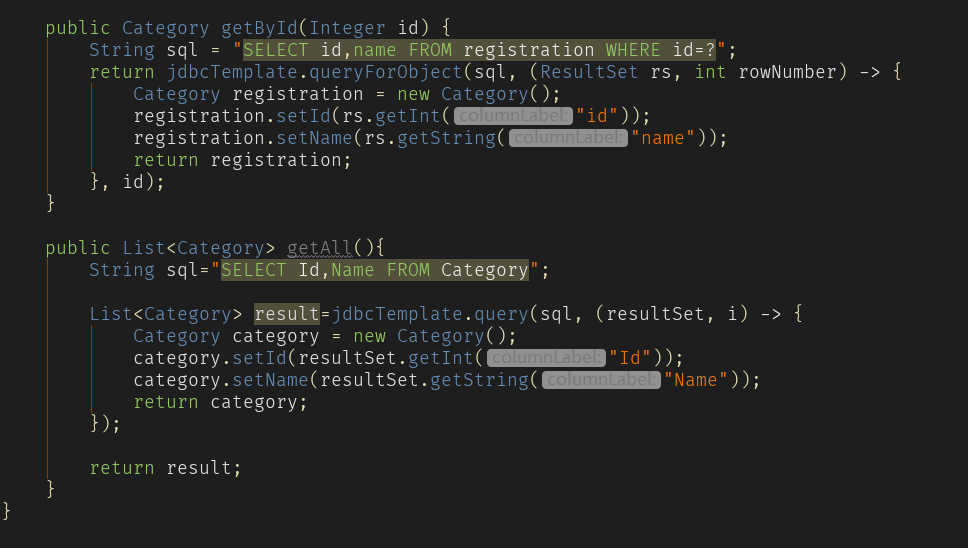 public Category getById(Integer id) {
String sql = "SELECT id,name FROM registration WHERE id=?";
return jdbcTemplate.queryForObject(sql, (ResultSet rs, int rowNumber) -> {
Category registration = new Category();
registration.setId(rs.getInt( columnLabel: "id"));
registration.setName(rs.getString( columnLabel: "name"));
return registration;
}, id);
}
public List<Category> getAll(){
String sql="SELECT Id,Name FROM Category";
List<Category> result=jdbcTemplate.query(sql, (resultSet, i) -> {
Category category = new Category();
category.setId(resultSet.getInt( columnLabel: "Id"));
category.setName(resultSet.getString( columnLabel: "Name"));
return category;
});
return result;
}
}